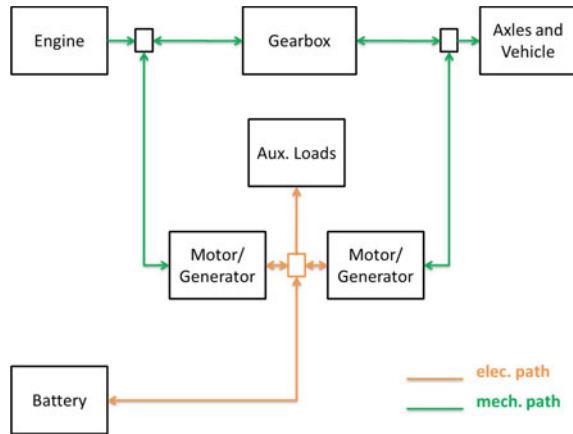 Engine
Gearbox
Axles and
Vehicle
Aux. Loads
Motor/
Generator
Motor/
Generator
Battery
elec. path
mech. path